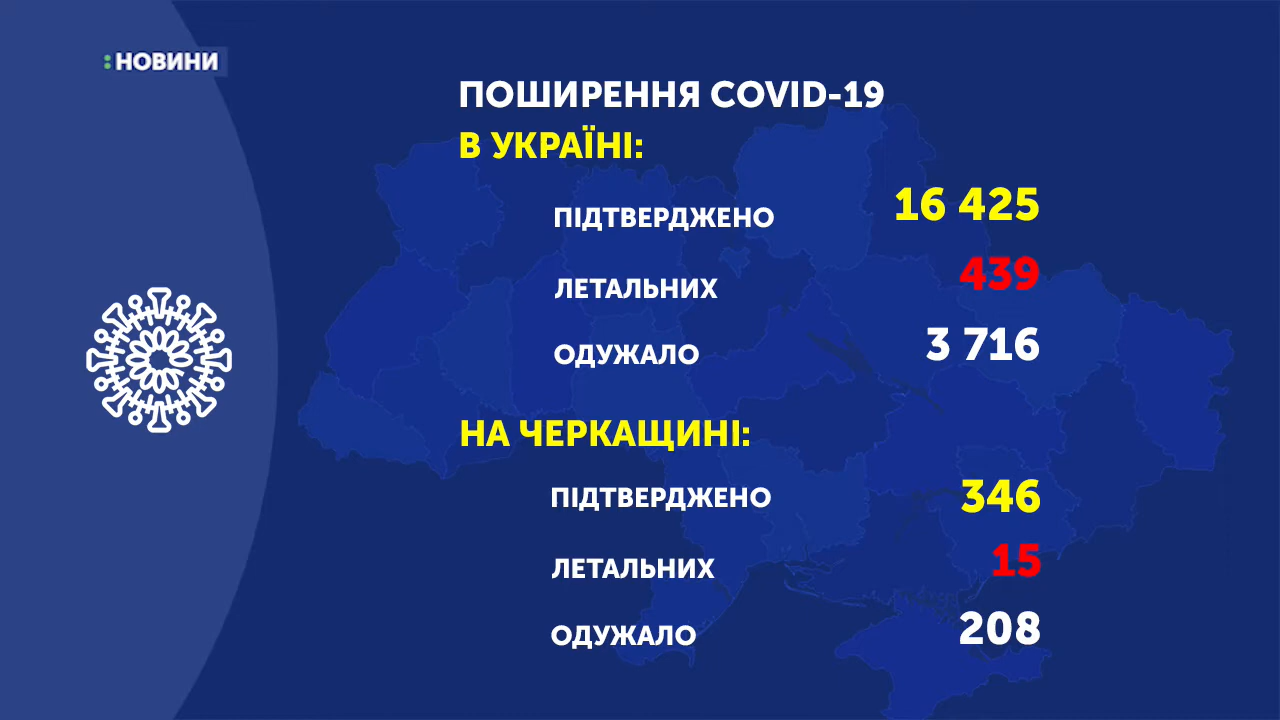 :НОВИНИ
ПОШИРЕННЯ COVID-19
В УКРАЇНІ:
ПІДТВЕРДЖЕНО 16 425
ЛЕТАЛЬНИХ 439
ОДУЖАЛО 3 716
НА ЧЕРКАЩИНІ:
ПІДТВЕРДЖЕНО 346
ЛЕТАЛЬНИХ 15
ОДУЖАЛО 208